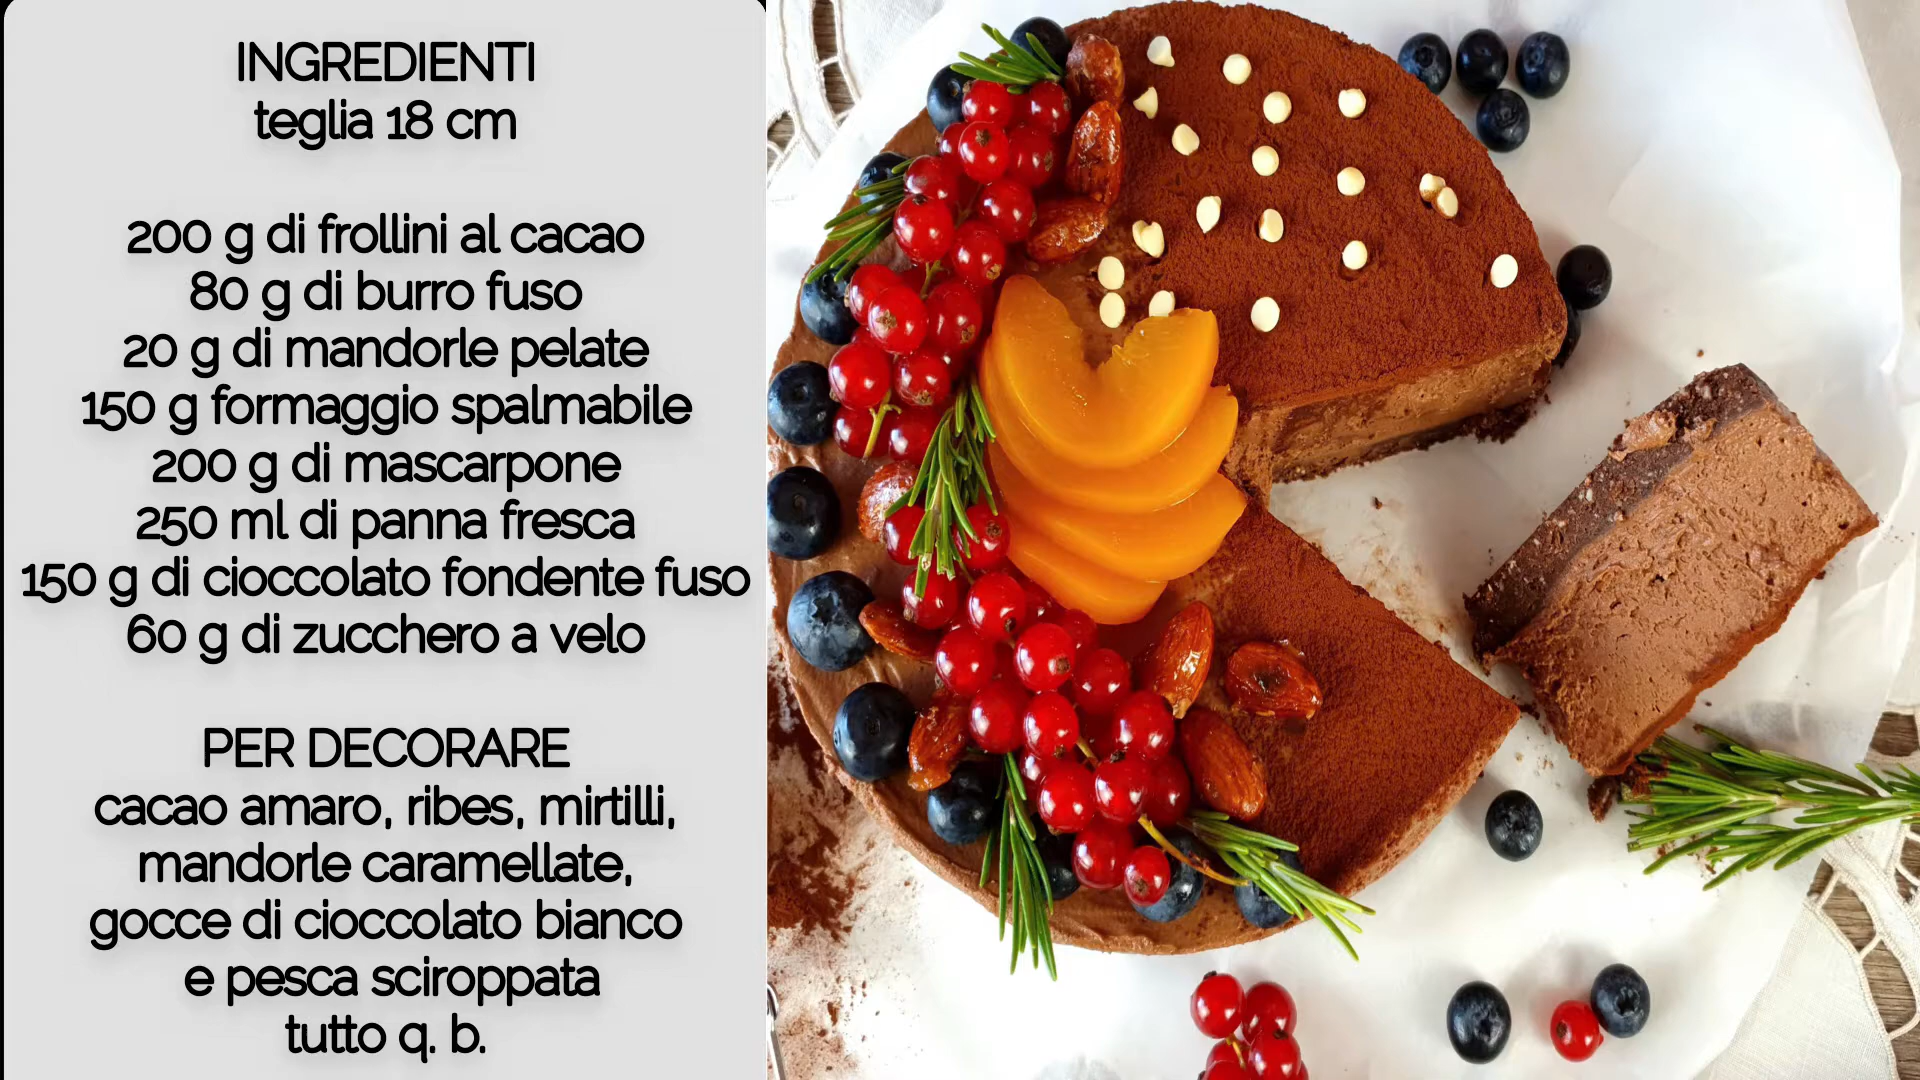 INGREDIENTI
teglia 18 cm
200 g di frollini al cacao
80 g di burro fuso
20 g di mandorle pelate
150 g formaggio spalmabile
200 g di mascarpone
250 ml di panna fresca
150 g di cioccolato fondente fuso
60 g di zucchero a velo
PER DECORARE
cacao amaro, ribes, mirtilli,
mandorle caramellate,
gocce di cioccolato bianco
e pesca sciroppata
tutto q. b.